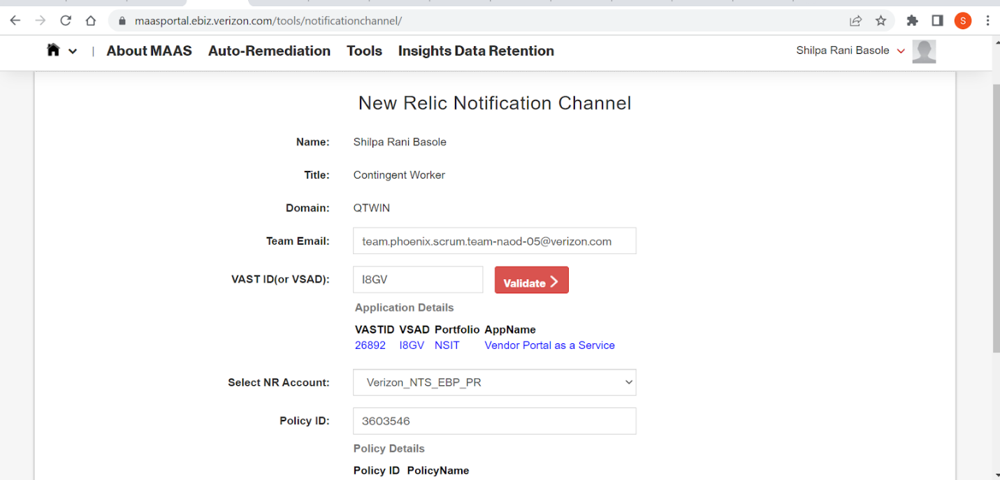 maasportal.ebiz.verizon.com/tools/notificationchannel/
S
| About MAAS Auto-Remediation Tools Insights Data Retention
Shilpa Rani Basole
New Relic Notification Channel
Name: Shilpa Rani Basole
Title: Contingent Worker
Domain: QTWIN
Team Email: team.phoenix.scrum.team-naod-05@verizon.com
VAST ID(or VSAD): I8GV Validate
Application Details
VASTID VSAD Portfolio AppName
26892 I8GV NSIT Vendor Portal as a Service
Select NR Account: Verizon_NTS_EBP_PR
Policy ID: 3603546
Policy Details
Policy ID PolicyName